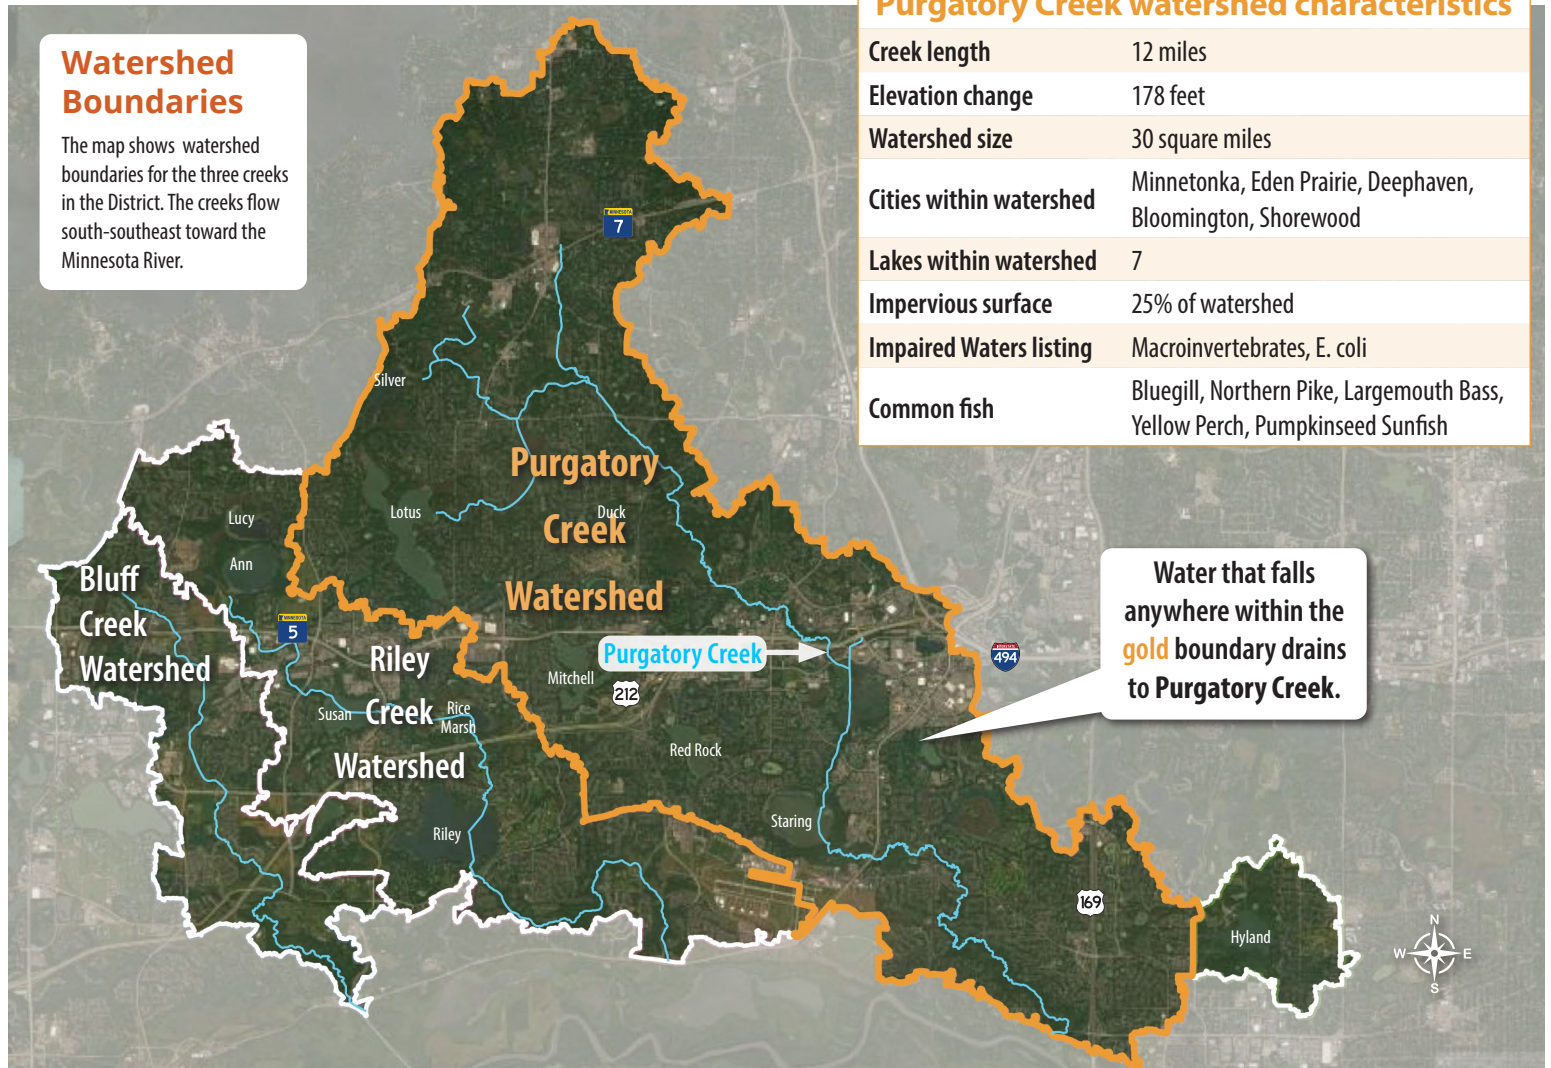 Purgatory Creek watershed characteristics
Creek length 12 miles
Elevation change 178 feet
Watershed size 30 square miles
Cities within watershed Minnetonka, Eden Prairie, Deephaven,
Bloomington, Shorewood
Lakes within watershed 7
Impervious surface 25% of watershed
Impaired Waters listing Macroinvertebrates, E. coli
Common fish Bluegill, Northern Pike, Largemouth Bass,
Yellow Perch, Pumpkinseed Sunfish
Watershed
Boundaries
The map shows watershed
boundaries for the three creeks
in the District. The creeks flow
south-southeast toward the
Minnesota River.
MINNESOTA
7
Silver
Purgatory
Creek
Watershed
Lotus
Duck
Lucy
Ann
Bluff
Creek
Watershed
MINNESOTA
5
Riley
Creek
Watershed
Susan
Rice
Marsh
Riley
Purgatory Creek
Mitchell
212
Red Rock
Staring
INTERSTATE
494
Water that falls
anywhere within the
gold boundary drains
to Purgatory Creek.
169
Hyland
N
W E
S